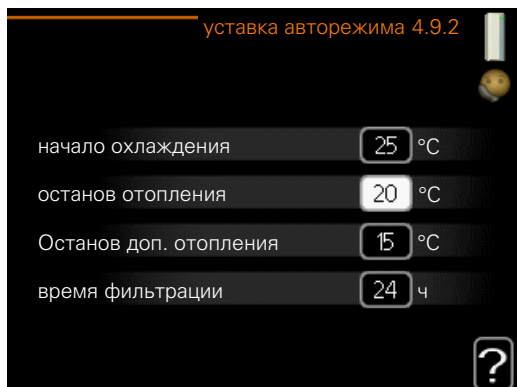 уставка авторежима 4.9.2
начало охлаждения 25 °C
останов отопления 20 °C
Останов доп. отопления 15 °C
время фильтрации 24 ч
?